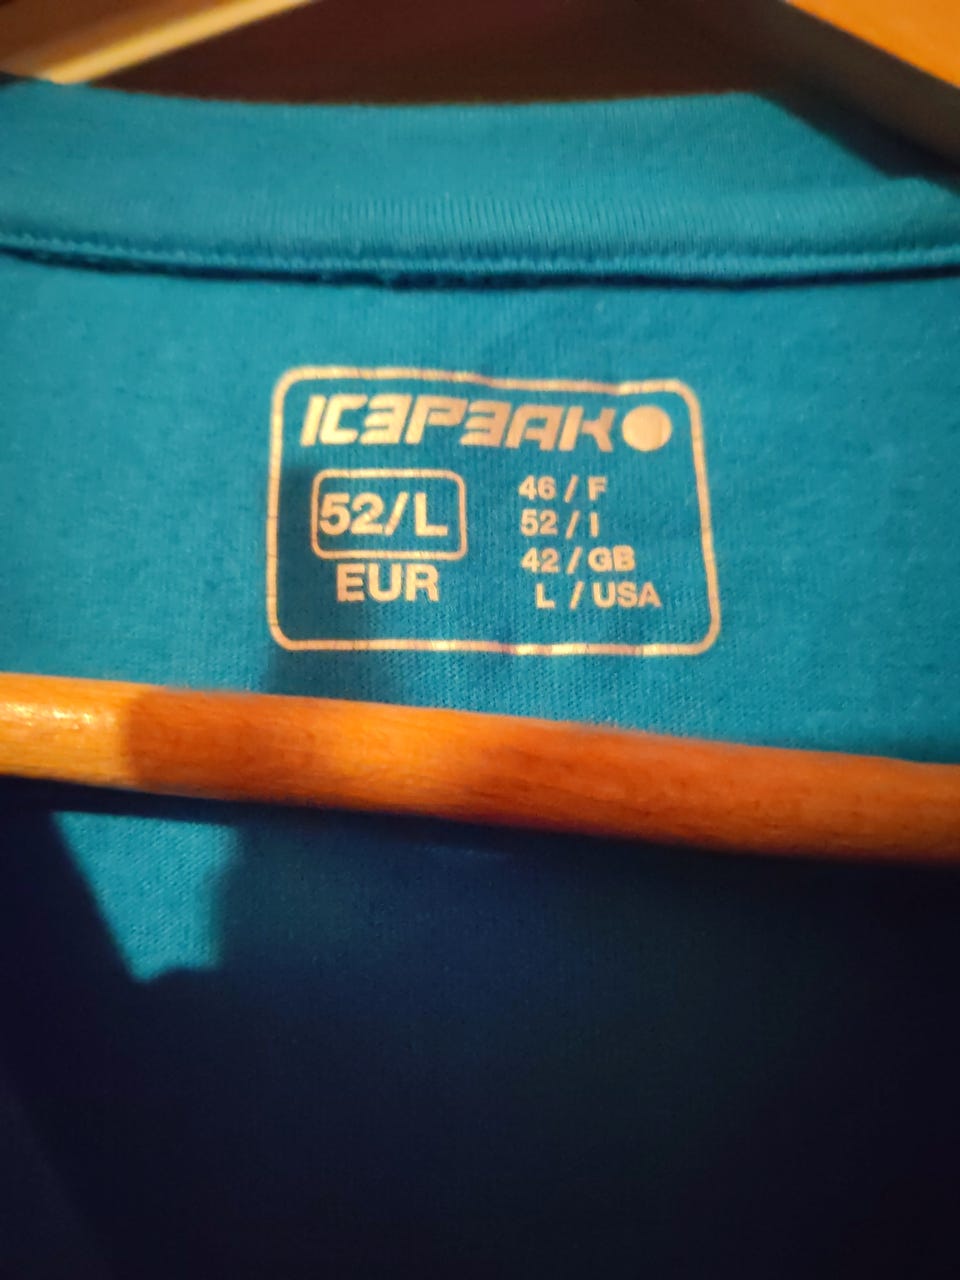 ICEPEAK
52/L
EUR
46 / F
52 / I
42 / GB
L / USA